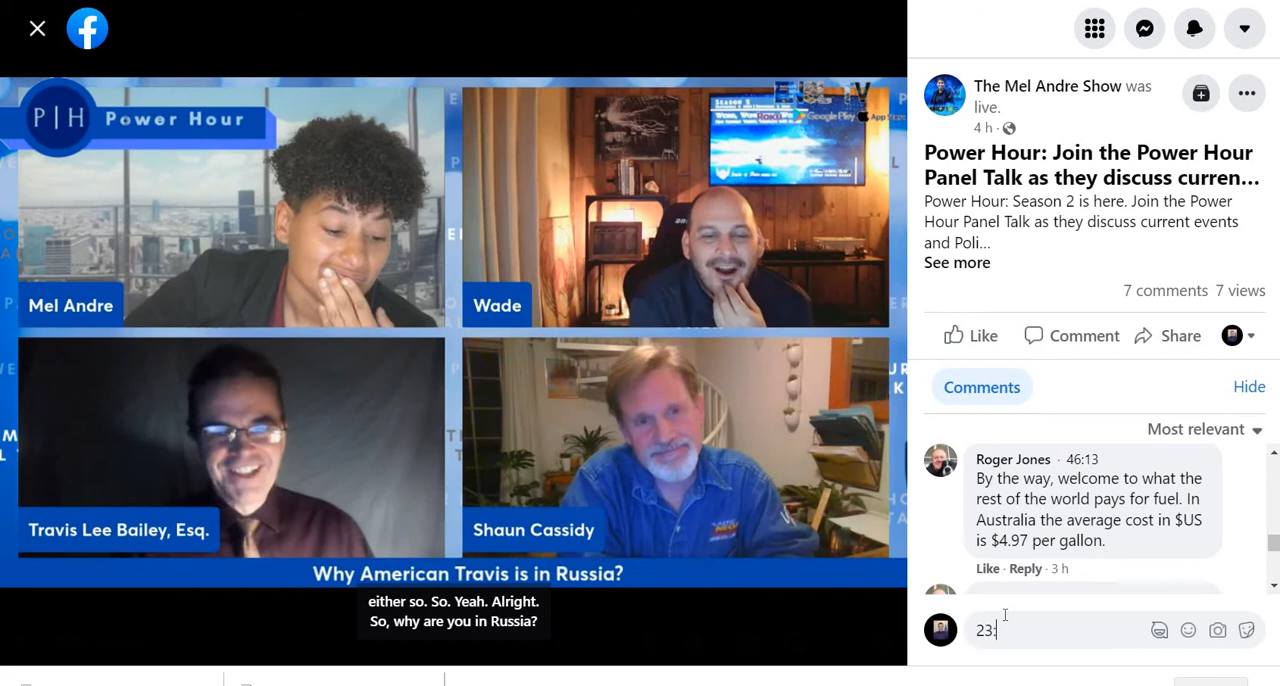 P | H Power Hour
Google Play
Mel Andre
Wade
Travis Lee Bailey, Esq.
Shaun Cassidy
Why American Travis is in Russia?
either so. So. Yeah. Alright.
So, why are you in Russia?
The Mel Andre Show was
live.
4 h ·
Power Hour: Join the Power Hour
Panel Talk as they discuss curren...
Power Hour: Season 2 is here. Join the Power
Hour Panel Talk as they discuss current events
and Poli...
See more
7 comments 7 views
Like Comment Share
Comments Hide
Most relevant
Roger Jones · 46:13
By the way, welcome to what the
rest of the world pays for fuel. In
Australia the average cost in $US
is $4.97 per gallon.
Like · Reply · 3 h
23: